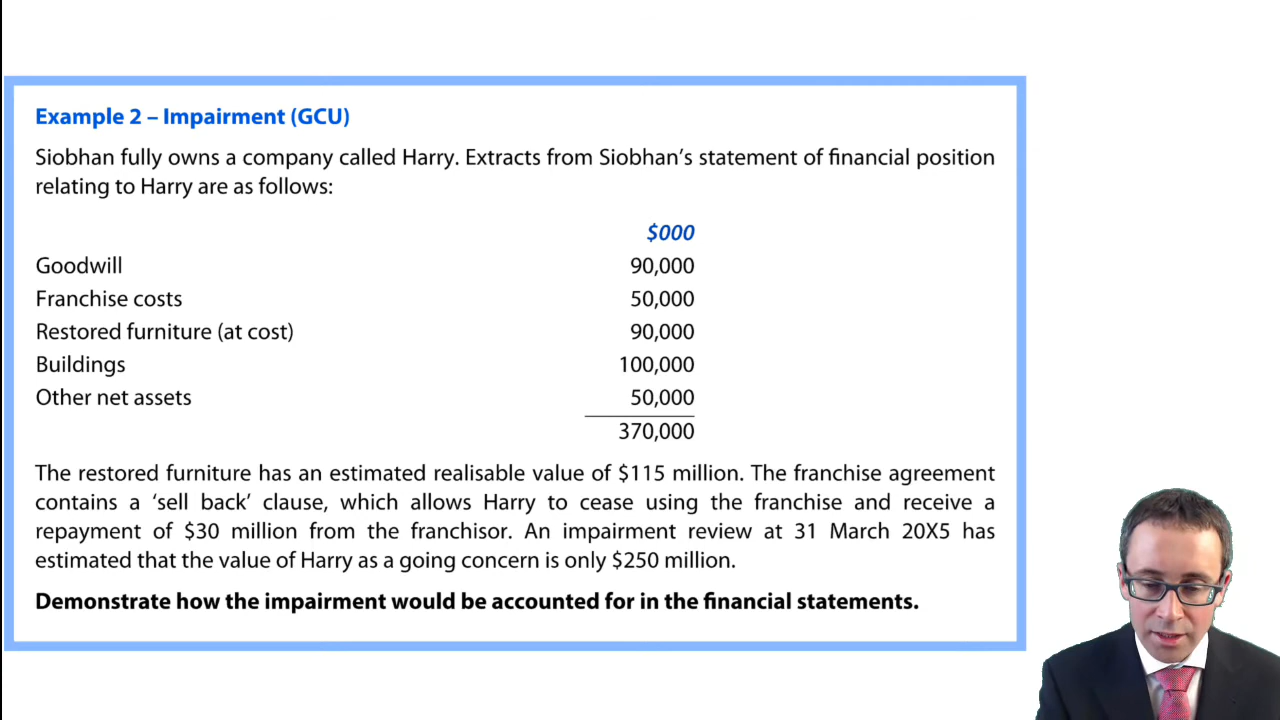 Example 2 – Impairment (GCU)
Siobhan fully owns a company called Harry. Extracts from Siobhan's statement of financial position
relating to Harry are as follows:
$000
Goodwill 90,000
Franchise costs 50,000
Restored furniture (at cost) 90,000
Buildings 100,000
Other net assets 50,000
370,000
The restored furniture has an estimated realisable value of $115 million. The franchise agreement
contains a 'sell back' clause, which allows Harry to cease using the franchise and receive a
repayment of $30 million from the franchisor. An impairment review at 31 March 20X5 has
estimated that the value of Harry as a going concern is only $250 million.
Demonstrate how the impairment would be accounted for in the financial statements.